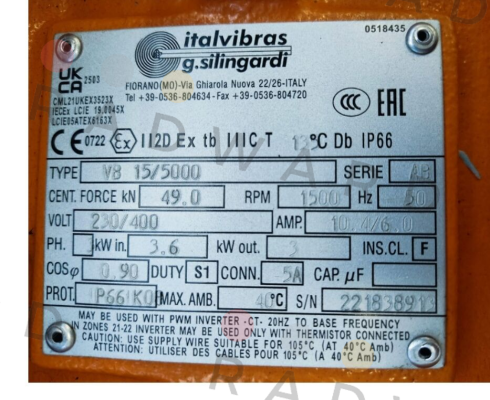 0518435
italvibras
g.silingardi
FIORANO(MO)-Via Ghiarola Nuova 22/26-ITALY
Tel +39-0536-804634-Fax +39-0536-804720
UK CA 2503
CML21UKEX3523X
IECEx LCIE 19.0045X
LCIE05ATEX6163X
CCC EAC
CE 0722 Ex II2D Ex tb IIIC T °C Db IP66
TYPE VB 15/5000 SERIE
CENT. FORCE kN 49.0 RPM 1500 Hz 50
VOLT 230/400 AMP. 10.4/6.0
PH. 3 kW in. 3.6 kW out. 3 INS.CL. F
COSφ 0.90 DUTY S1 CONN. 5A CAP. µF
PROT. MAX. AMB. 40°C S/N
MAY BE USED WITH PWM INVERTER -CT- 20HZ TO BASE FREQUENCY
IN ZONES 21-22 INVERTER MAY BE USED ONLY WITH THERMISTOR CONNECTED
CAUTION: USE SUPPLY WIRE SUITABLE FOR 105°C (AT 40°C Amb)
ATTENTION: UTILISER DES CABLES POUR 105°C (A 40°C Amb)